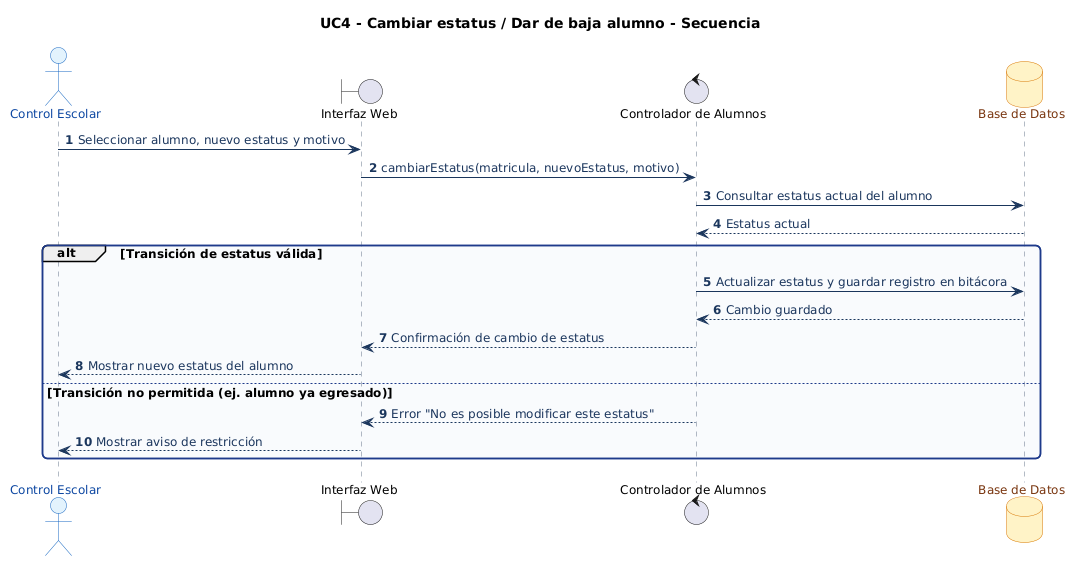 UC4 - Cambiar estatus / Dar de baja alumno - Secuencia
Control Escolar
Interfaz Web
Controlador de Alumnos
Base de Datos
1 Seleccionar alumno, nuevo estatus y motivo
2 cambiarEstatus(matricula, nuevoEstatus, motivo)
3 Consultar estatus actual del alumno
4 Estatus actual
alt [Transición de estatus válida]
5 Actualizar estatus y guardar registro en bitácora
6 Cambio guardado
7 Confirmación de cambio de estatus
8 Mostrar nuevo estatus del alumno
[Transición no permitida (ej. alumno ya egresado)]
9 Error "No es posible modificar este estatus"
10 Mostrar aviso de restricción
Control Escolar
Interfaz Web
Controlador de Alumnos
Base de Datos